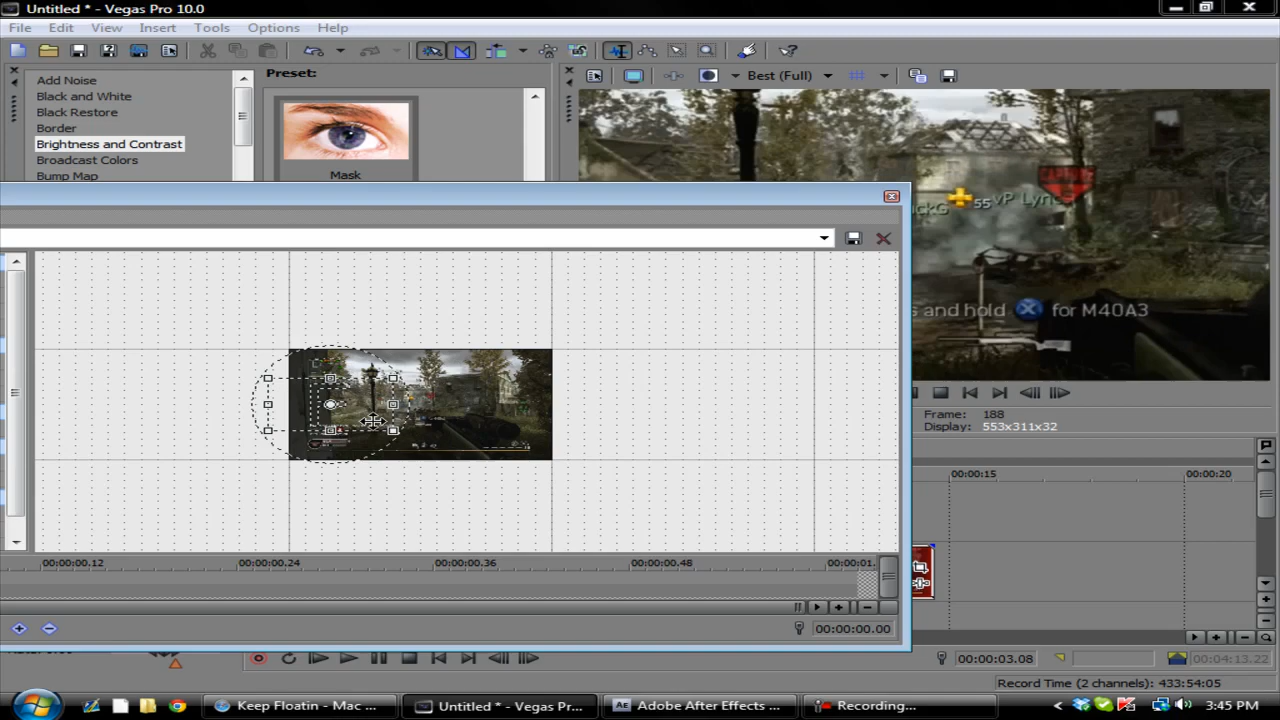 Untitled * - Vegas Pro 10.0
File Edit View Insert Tools Options Help
Add Noise
Black and White
Black Restore
Border
Brightness and Contrast
Broadcast Colors
Bump Map
Preset:
Mask
Best (Full)
55 vP Lyric
s and hold X for M40A3
Frame: 188
Display: 553x311x32
00:00:15 00:00:20
00:00:00.12 00:00:00.24 00:00:00.36 00:00:00.48 00:00:01.
00:00:00.00
00:00:03.08 00:04:13.22
Record Time (2 channels): 433:54:05
Keep Floatin - Mac ...
Untitled * - Vegas Pr...
AE Adobe After Effects ...
Recording...
3:45 PM